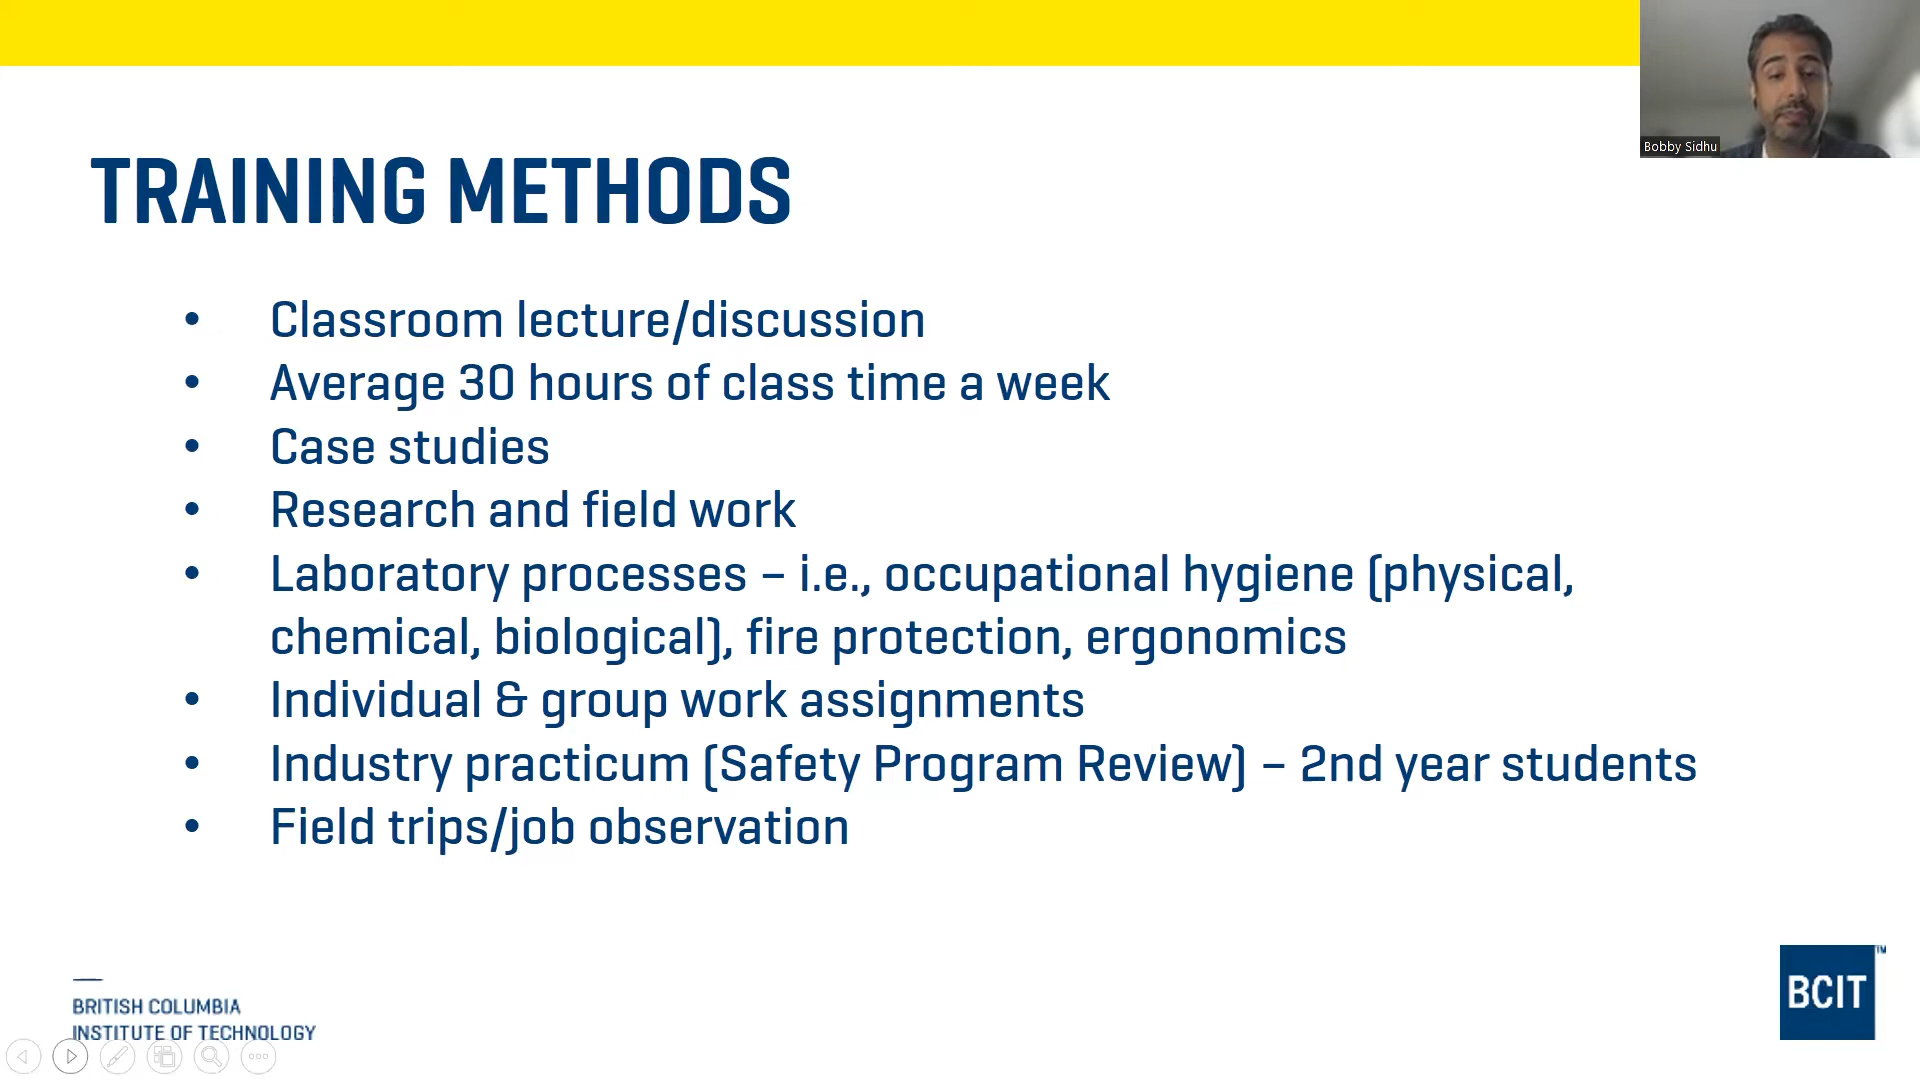 Bobby Sidhu
TRAINING METHODS
• Classroom lecture/discussion
• Average 30 hours of class time a week
• Case studies
• Research and field work
• Laboratory processes – i.e., occupational hygiene (physical,
chemical, biological), fire protection, ergonomics
• Individual & group work assignments
• Industry practicum (Safety Program Review) – 2nd year students
• Field trips/job observation
BRITISH COLUMBIA
INSTITUTE OF TECHNOLOGY
BCIT™